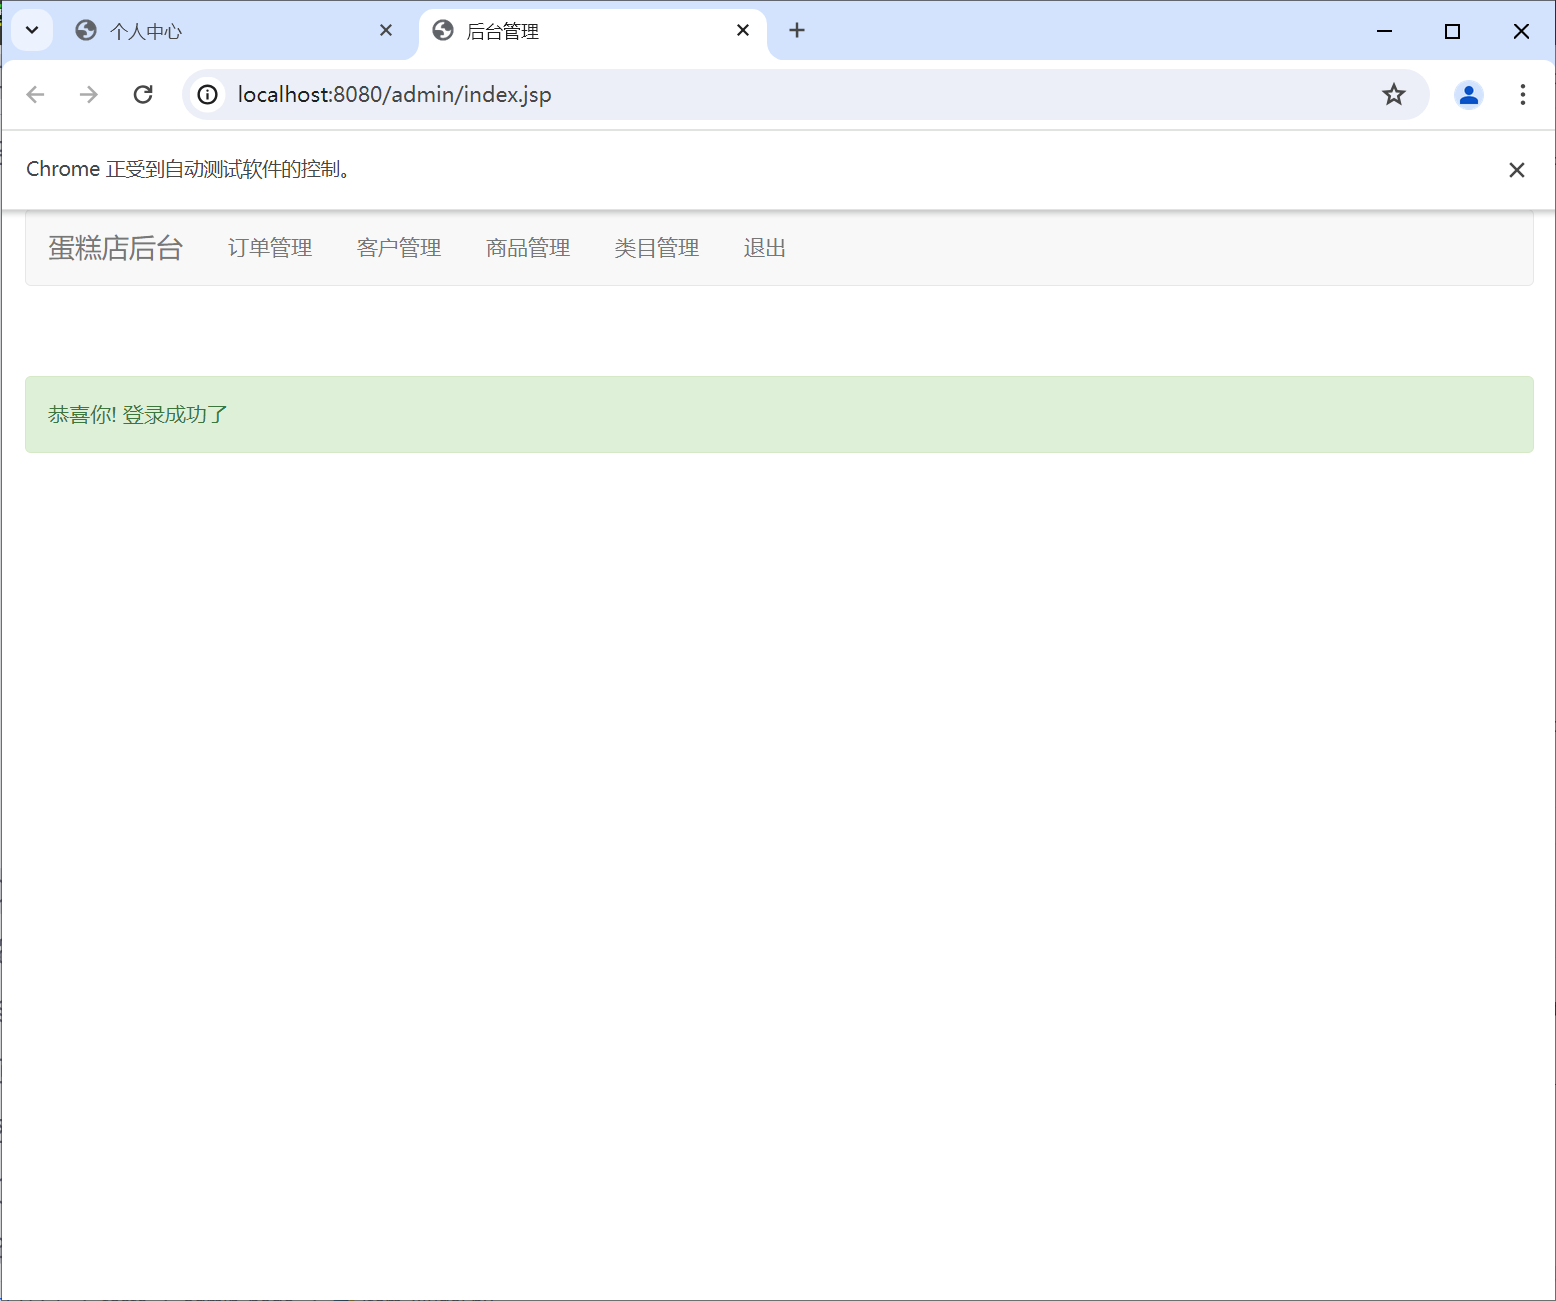 个人中心
后台管理
localhost:8080/admin/index.jsp
Chrome 正受到自动测试软件的控制。
蛋糕店后台 订单管理 客户管理 商品管理 类目管理 退出
恭喜你! 登录成功了